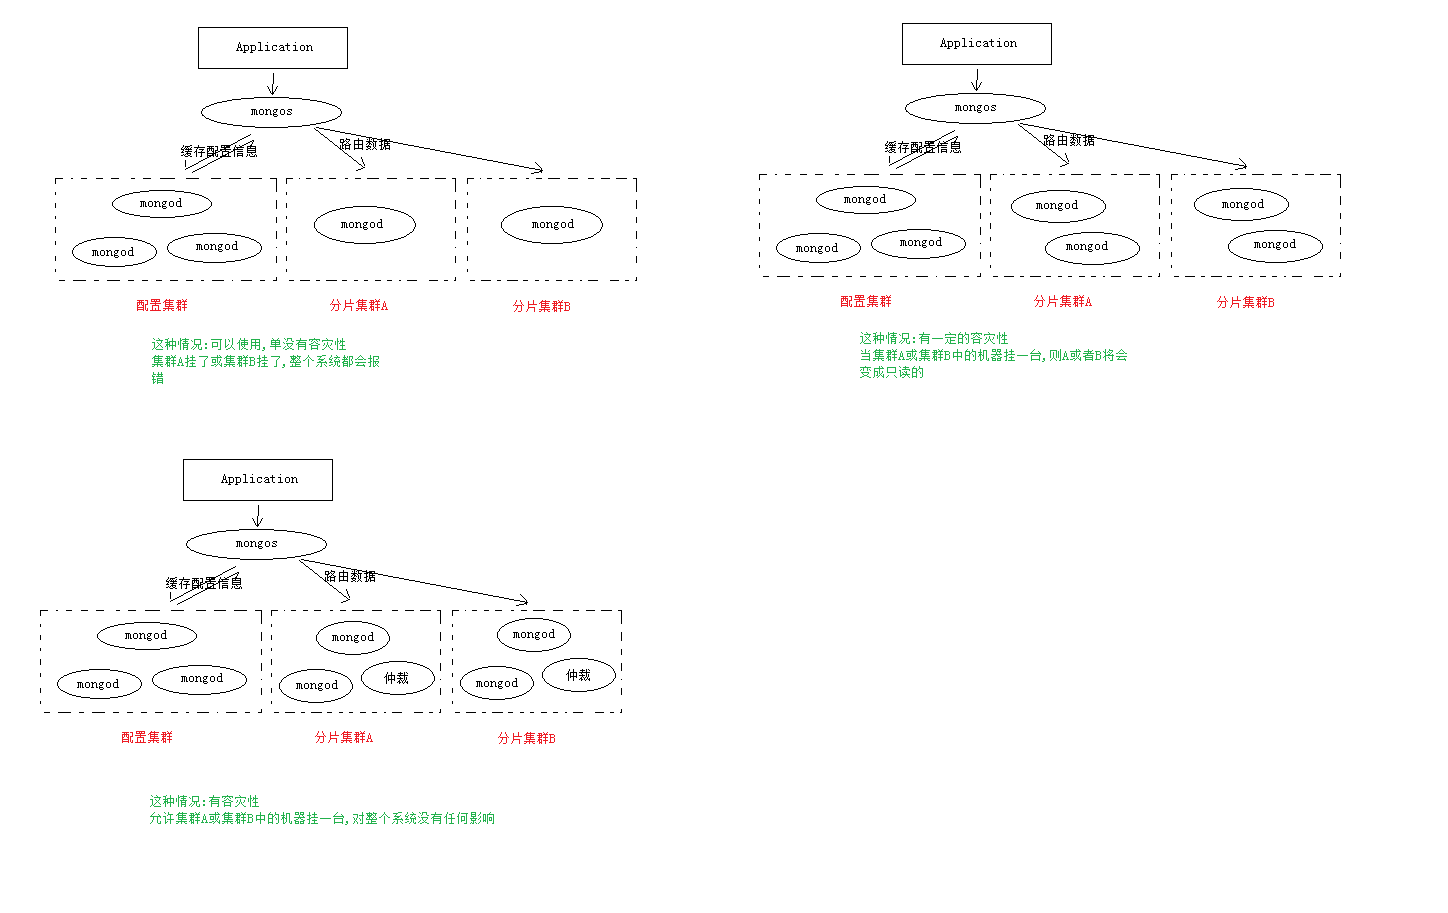 Application
mongos
缓存配置信息
路由数据
mongod
mongod
mongod
mongod
mongod
配置集群
分片集群A
分片集群B
这种情况:可以使用,单没有容灾性
集群A挂了或集群B挂了,整个系统都会报
错
Application
mongos
缓存配置信息
路由数据
mongod
mongod
mongod
mongod
mongod
mongod
mongod
配置集群
分片集群A
分片集群B
这种情况:有一定的容灾性
当集群A或集群B中的机器挂一台,则A或者B将会
变成只读的
Application
mongos
缓存配置信息
路由数据
mongod
mongod
mongod
mongod
mongod
仲裁
mongod
mongod
仲裁
配置集群
分片集群A
分片集群B
这种情况:有容灾性
允许集群A或集群B中的机器挂一台,对整个系统没有任何影响